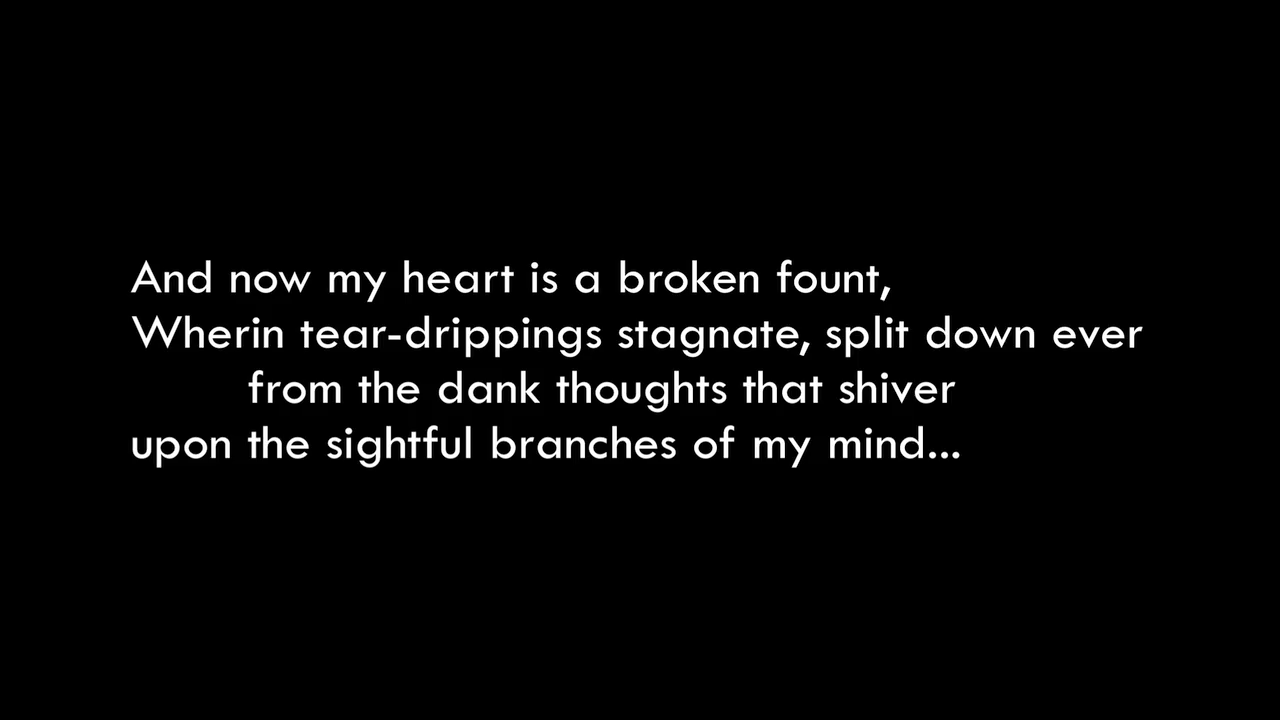 And now my heart is a broken fount,
Wherin tear-drippings stagnate, split down ever
from the dank thoughts that shiver
upon the sightful branches of my mind...